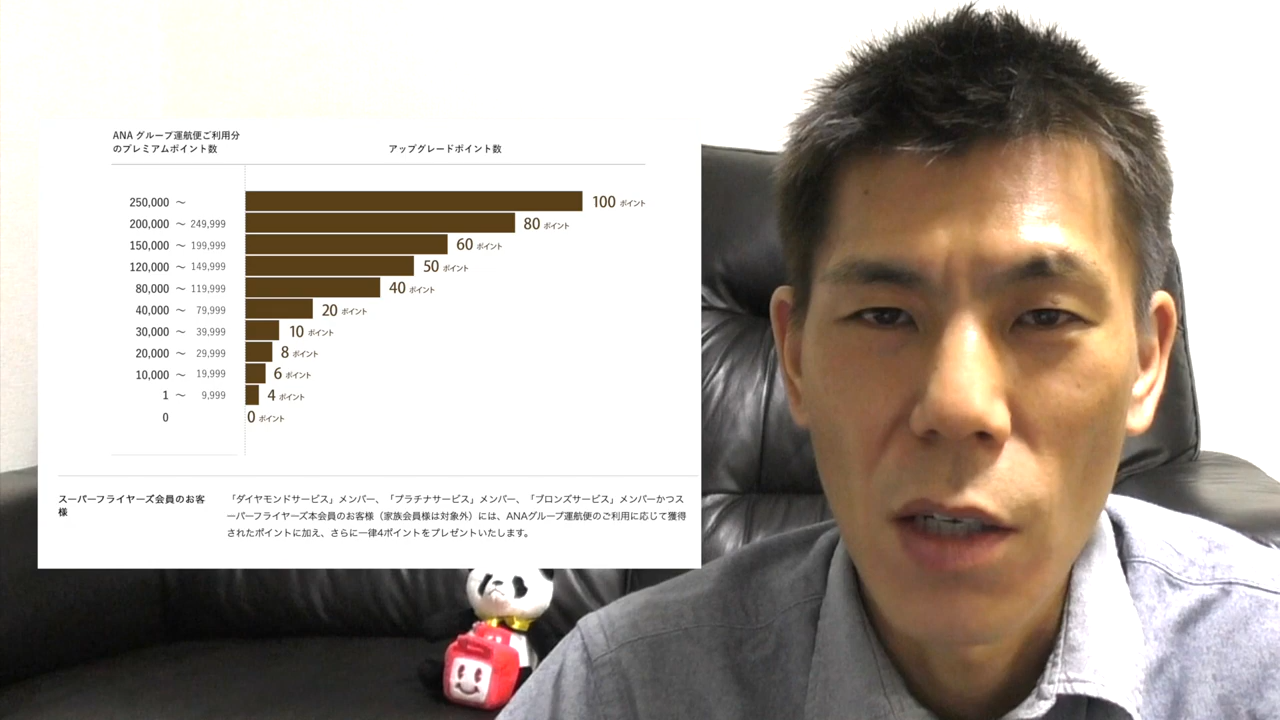 ANA グループ運航便ご利用分
のプレミアムポイント数
アップグレードポイント数
250,000 ～ 100 ポイント
200,000 ～ 249,999 80 ポイント
150,000 ～ 199,999 60 ポイント
120,000 ～ 149,999 50 ポイント
80,000 ～ 119,999 40 ポイント
40,000 ～ 79,999 20 ポイント
30,000 ～ 39,999 10 ポイント
20,000 ～ 29,999 8 ポイント
10,000 ～ 19,999 6 ポイント
1 ～ 9,999 4 ポイント
0 0 ポイント
スーパーフライヤーズ会員のお客
様
「ダイヤモンドサービス」メンバー、「プラチナサービス」メンバー、「ブロンズサービス」メンバーかつス
ーパーフライヤーズ本会員のお客様（家族会員様は対象外）には、ANAグループ運航便のご利用に応じて獲得
されたポイントに加え、さらに一律4ポイントをプレゼントいたします。